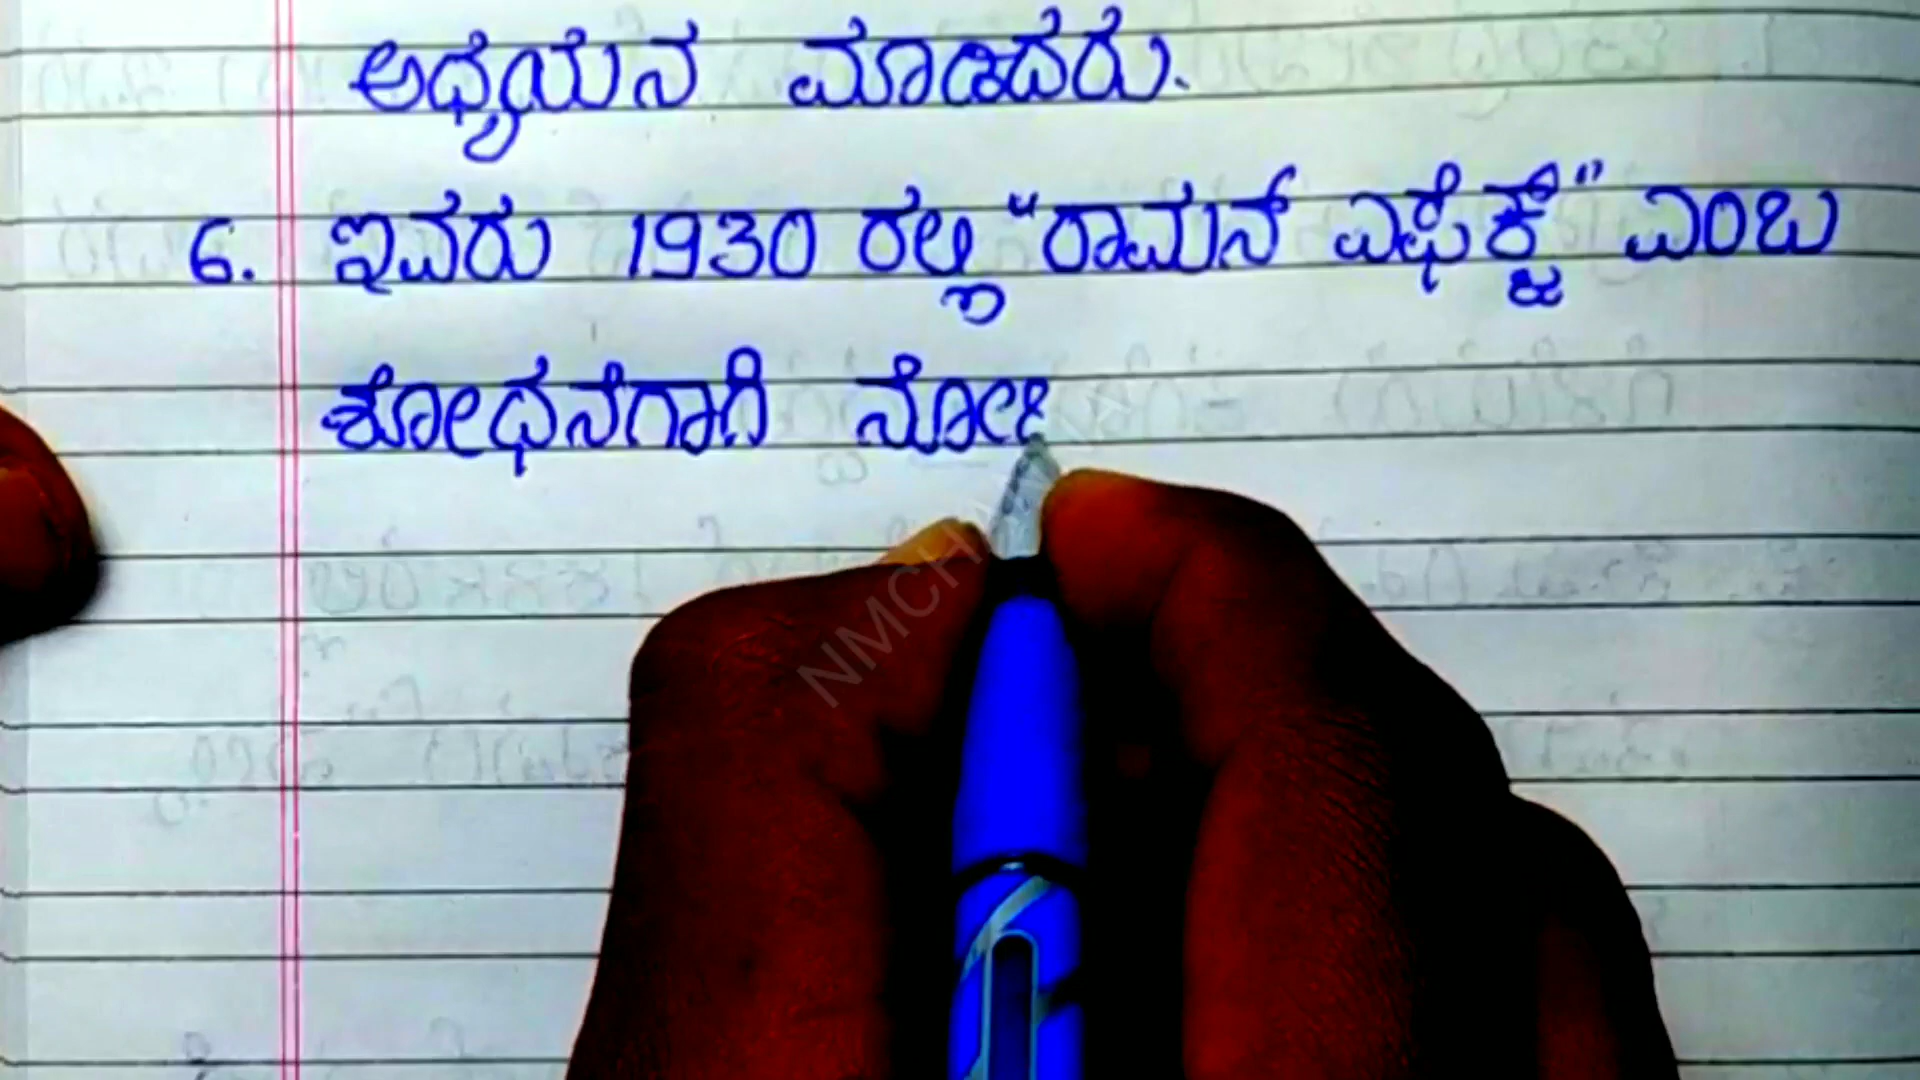 ಅಧ್ಯಯನ ಮಾಡಿದರು.
6. ಇವರು 1930 ರಲ್ಲಿ "ರಾಮನ್ ಎಫೆಕ್ಟ್" ಎಂಬ
ಶೋಧನೆಗಾಗಿ ನೋ